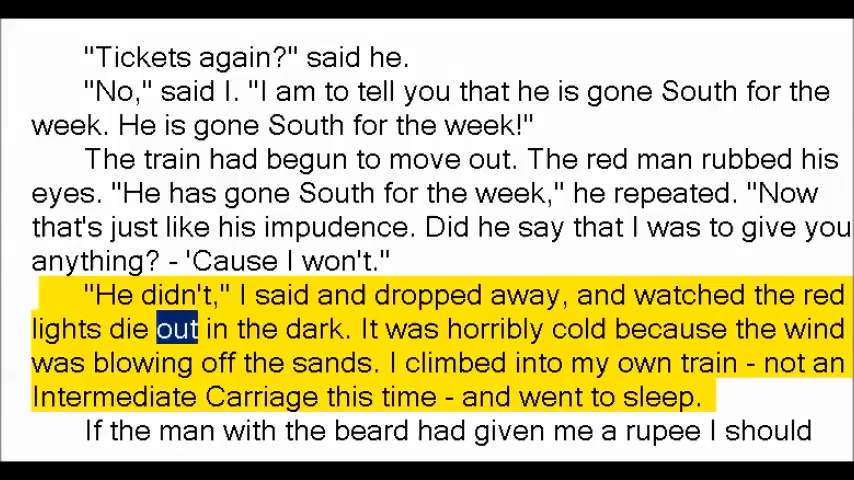 "Tickets again?" said he.
"No," said I. "I am to tell you that he is gone South for the
week. He is gone South for the week!"
The train had begun to move out. The red man rubbed his
eyes. "He has gone South for the week," he repeated. "Now
that's just like his impudence. Did he say that I was to give you
anything? - 'Cause I won't."
"He didn't," I said and dropped away, and watched the red
lights die out in the dark. It was horribly cold because the wind
was blowing off the sands. I climbed into my own train - not an
Intermediate Carriage this time - and went to sleep.
If the man with the beard had given me a rupee I should